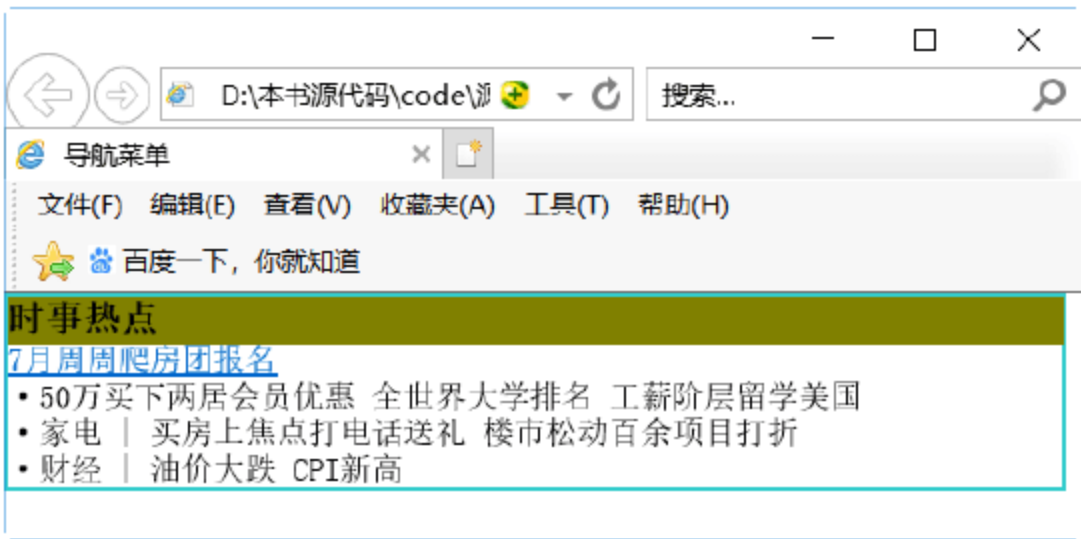 D:\本书源代码\code\源
搜索...
导航菜单
文件(F) 编辑(E) 查看(V) 收藏夹(A) 工具(T) 帮助(H)
百度一下，你就知道
时事热点
7月周周爬房团报名
•50万买下两居会员优惠 全世界大学排名 工薪阶层留学美国
•家电 | 买房上焦点打电话送礼 楼市松动百余项目打折
•财经 | 油价大跌 CPI新高